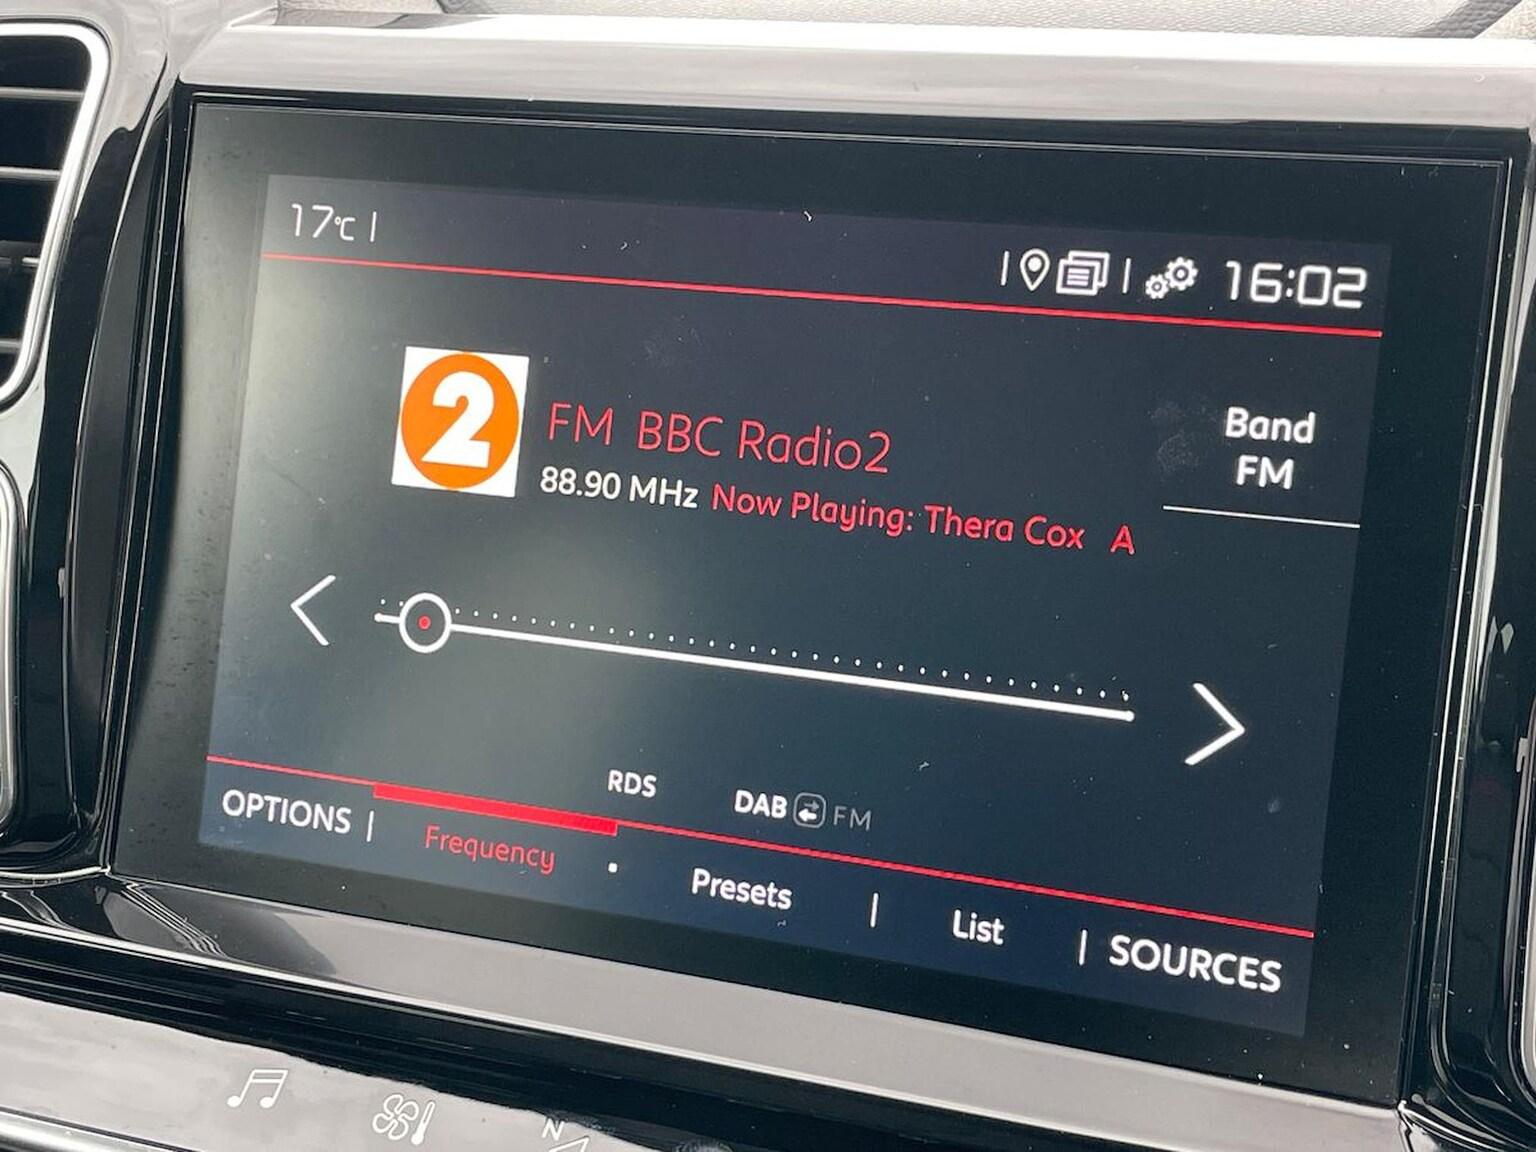 17°C
16:02
2
FM BBC Radio2
88.90 MHz Now Playing: Thera Cox A
Band
FM
RDS
DAB FM
OPTIONS
Frequency
Presets
List
SOURCES
N